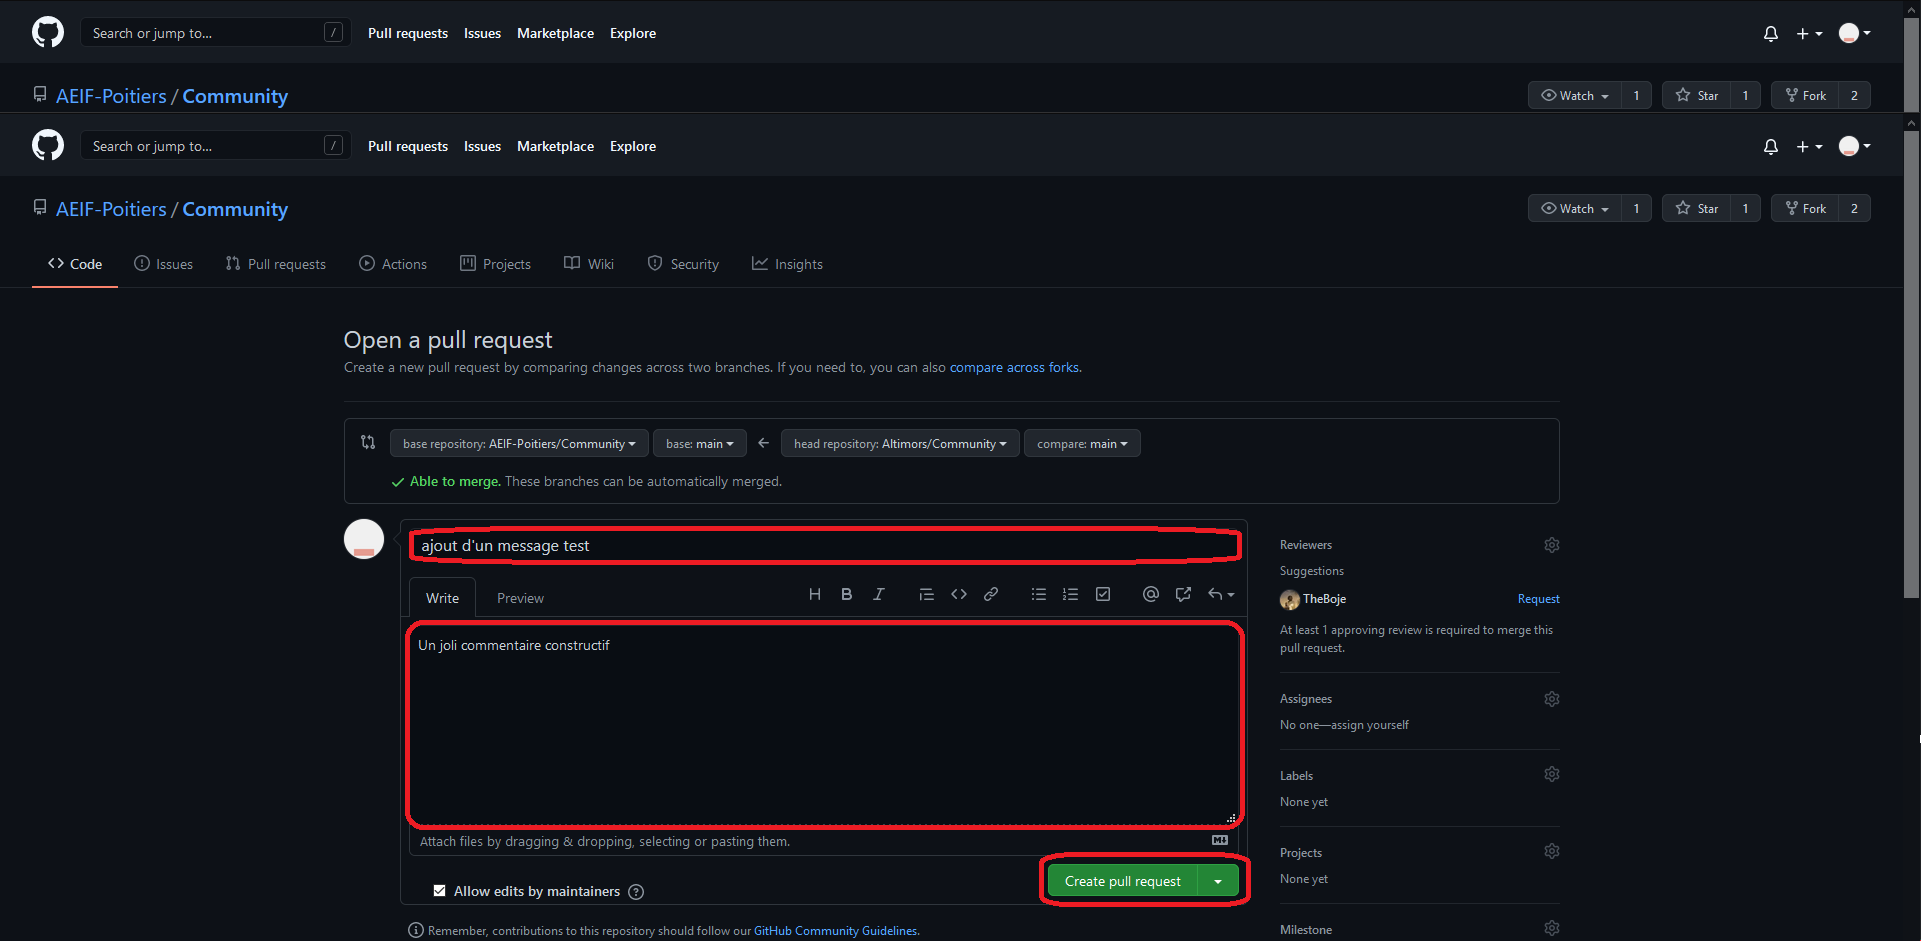 Search or jump to... / Pull requests Issues Marketplace Explore
AEIF-Poitiers / Community Watch 1 Star 1 Fork 2
Search or jump to... / Pull requests Issues Marketplace Explore
AEIF-Poitiers / Community Watch 1 Star 1 Fork 2
Code Issues Pull requests Actions Projects Wiki Security Insights
Open a pull request
Create a new pull request by comparing changes across two branches. If you need to, you can also compare across forks.
base repository: AEIF-Poitiers/Community base: main head repository: Altimors/Community compare: main
Able to merge. These branches can be automatically merged.
ajout d'un message test
Write Preview H B I
Un joli commentaire constructif
Attach files by dragging & dropping, selecting or pasting them.
Allow edits by maintainers
Create pull request
Remember, contributions to this repository should follow our GitHub Community Guidelines.
Reviewers
Suggestions
TheBoje Request
At least 1 approving review is required to merge this
pull request.
Assignees
No one—assign yourself
Labels
None yet
Projects
None yet
Milestone